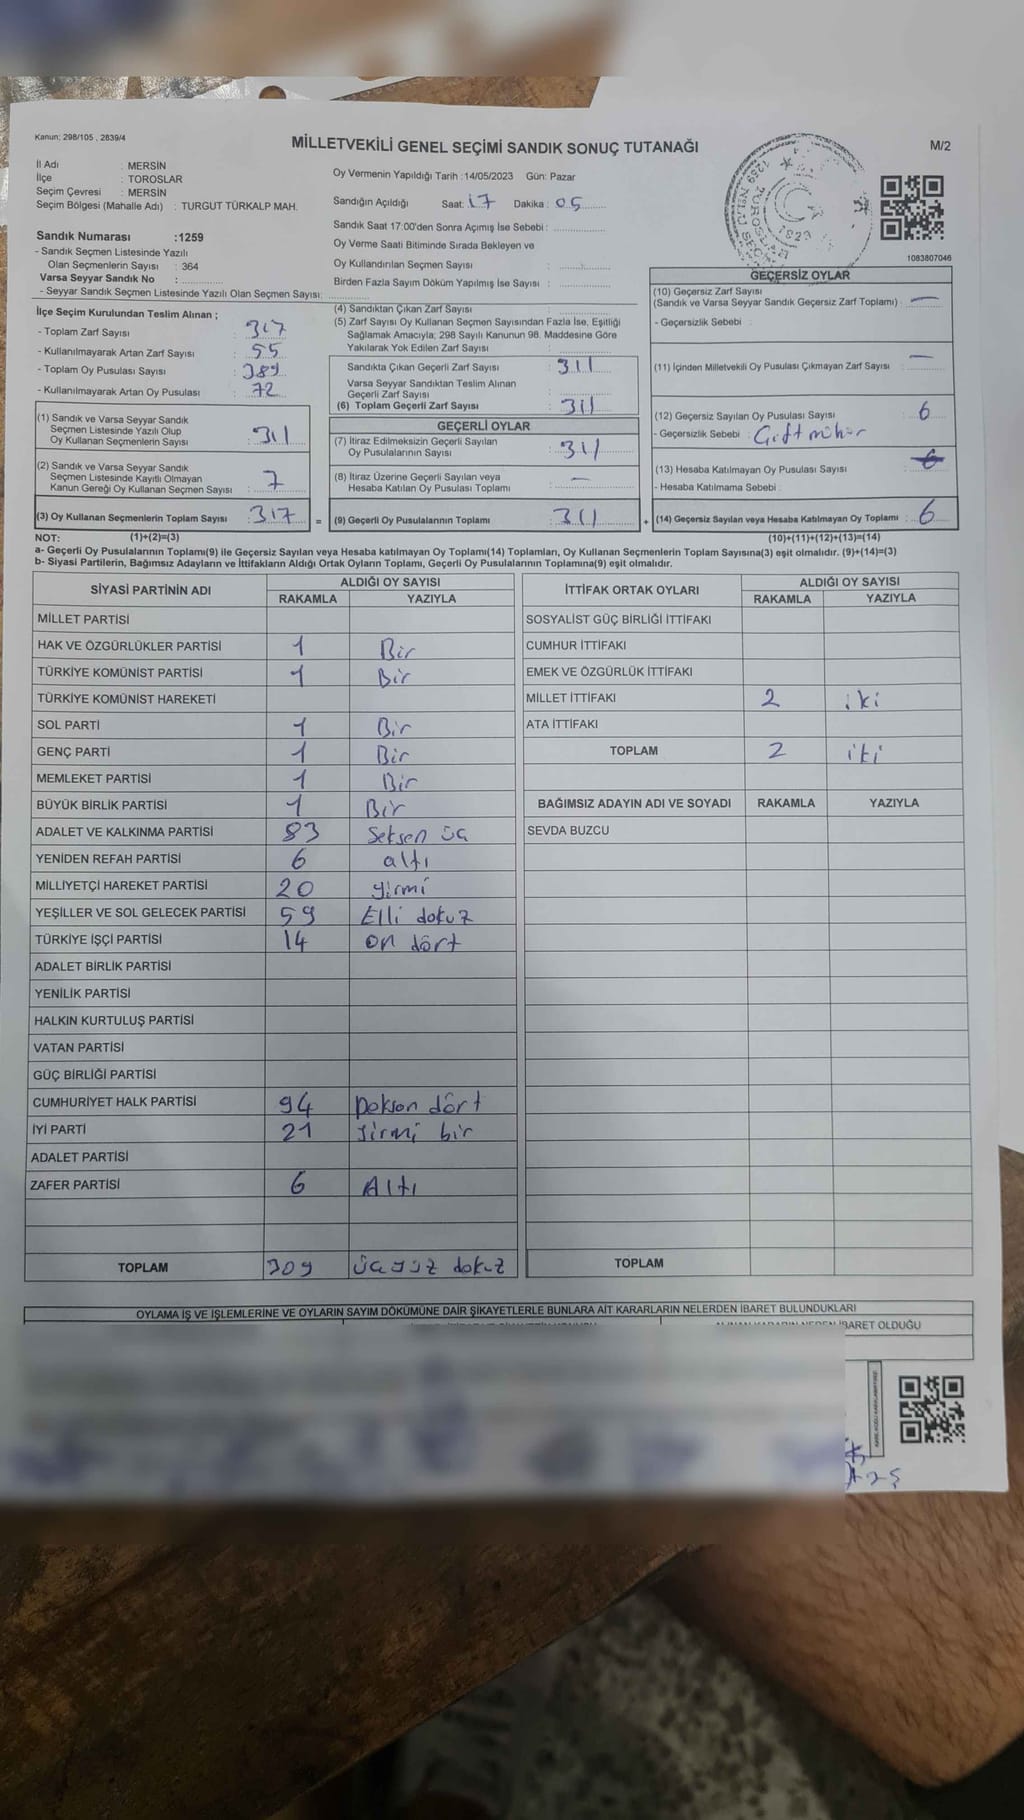 Kanun; 298/105 , 2839/4
MİLLETVEKİLİ GENEL SEÇİMİ SANDIK SONUÇ TUTANAĞI
M/2
İl Adı : MERSİN
İlçe : TOROSLAR
Seçim Çevresi : MERSİN
Seçim Bölgesi (Mahalle Adı) : TURGUT TÜRKALP MAH.
Oy Vermenin Yapıldığı Tarih :14/05/2023 Gün: Pazar
Sandığın Açıldığı Saat: 17 Dakika : 05
Sandık Saat 17:00'den Sonra Açımış İse Sebebi :
Oy Verme Saati Bitiminde Sırada Bekleyen ve
Oy Kullandırılan Seçmen Sayısı :
Birden Fazla Sayım Döküm Yapılmış İse Sayısı :
1083807046
Sandık Numarası :1259
- Sandık Seçmen Listesinde Yazılı
Olan Seçmenlerin Sayısı : 364
Varsa Seyyar Sandık No :
- Seyyar Sandık Seçmen Listesinde Yazılı Olan Seçmen Sayısı:
İlçe Seçim Kurulundan Teslim Alınan ;
- Toplam Zarf Sayısı : 317
- Kullanılmayarak Artan Zarf Sayısı : 55
- Toplam Oy Pusulası Sayısı : 389
- Kullanılmayarak Artan Oy Pusulası : 72
(1) Sandık ve Varsa Seyyar Sandık
Seçmen Listesinde Yazılı Olup
Oy Kullanan Seçmenlerin Sayısı : 311
(2) Sandık ve Varsa Seyyar Sandık
Seçmen Listesinde Kayıtlı Olmayan
Kanun Gereği Oy Kullanan Seçmen Sayısı : 7
(3) Oy Kullanan Seçmenlerin Toplam Sayısı : 317
(4) Sandıktan Çıkan Zarf Sayısı :
(5) Zarf Sayısı Oy Kullanan Seçmen Sayısından Fazla İse, Eşitliği
Sağlamak Amacıyla; 298 Sayılı Kanunun 98. Maddesine Göre
Yakılarak Yok Edilen Zarf Sayısı :
Sandıkta Çıkan Geçerli Zarf Sayısı : 311
Varsa Seyyar Sandıktan Teslim Alınan
Geçerli Zarf Sayısı :
(6) Toplam Geçerli Zarf Sayısı : 311
GEÇERLİ OYLAR
(7) İtiraz Edilmeksizin Geçerli Sayılan
Oy Pusulalarının Sayısı : 311
(8) İtiraz Üzerine Geçerli Sayılan veya
Hesaba Katılan Oy Pusulası Toplamı : —
= (9) Geçerli Oy Pusulalarının Toplamı : 311
GEÇERSİZ OYLAR
(10) Geçersiz Zarf Sayısı
(Sandık ve Varsa Seyyar Sandık Geçersiz Zarf Toplamı) : —
- Geçersizlik Sebebi :
(11) İçinden Milletvekili Oy Pusulası Çıkmayan Zarf Sayısı : —
(12) Geçersiz Sayılan Oy Pusulası Sayısı : 6
- Geçersizlik Sebebi : Çift mühür
(13) Hesaba Katılmayan Oy Pusulası Sayısı :
- Hesaba Katılmama Sebebi :
+ (14) Geçersiz Sayılan veya Hesaba Katılmayan Oy Toplamı : 6
NOT: (1)+(2)=(3)
(10)+(11)+(12)+(13)=(14)
a- Geçerli Oy Pusulalarının Toplamı(9) ile Geçersiz Sayılan veya Hesaba katılmayan Oy Toplamı(14) Toplamları, Oy Kullanan Seçmenlerin Toplam Sayısına(3) eşit olmalıdır. (9)+(14)=(3)
b- Siyasi Partilerin, Bağımsız Adayların ve İttifakların Aldığı Ortak Oyların Toplamı, Geçerli Oy Pusulalarının Toplamına(9) eşit olmalıdır.
SİYASİ PARTİNİN ADI ALDIĞI OY SAYISI
RAKAMLA YAZIYLA
MİLLET PARTİSİ
HAK VE ÖZGÜRLÜKLER PARTİSİ 1 Bir
TÜRKİYE KOMÜNİST PARTİSİ 1 Bir
TÜRKİYE KOMÜNİST HAREKETİ
SOL PARTİ 1 Bir
GENÇ PARTİ 1 Bir
MEMLEKET PARTİSİ 1 Bir
BÜYÜK BİRLİK PARTİSİ 1 Bir
ADALET VE KALKINMA PARTİSİ 83 Seksen üç
YENİDEN REFAH PARTİSİ 6 altı
MİLLİYETÇİ HAREKET PARTİSİ 20 yirmi
YEŞİLLER VE SOL GELECEK PARTİSİ 59 Elli dokuz
TÜRKİYE İŞÇİ PARTİSİ 14 on dört
ADALET BİRLİK PARTİSİ
YENİLİK PARTİSİ
HALKIN KURTULUŞ PARTİSİ
VATAN PARTİSİ
GÜÇ BİRLİĞİ PARTİSİ
CUMHURİYET HALK PARTİSİ 94 Doksan dört
İYİ PARTİ 21 yirmi bir
ADALET PARTİSİ
ZAFER PARTİSİ 6 Altı
TOPLAM 309 üçyüz dokuz
İTTİFAK ORTAK OYLARI ALDIĞI OY SAYISI
RAKAMLA YAZIYLA
SOSYALİST GÜÇ BİRLİĞİ İTTİFAKI
CUMHUR İTTİFAKI
EMEK VE ÖZGÜRLÜK İTTİFAKI
MİLLET İTTİFAKI 2 iki
ATA İTTİFAKI
TOPLAM 2 iki
BAĞIMSIZ ADAYIN ADI VE SOYADI RAKAMLA YAZIYLA
SEVDA BUZCU
TOPLAM
OYLAMA İŞ VE İŞLEMLERİNE VE OYLARIN SAYIM DÖKÜMÜNE DAİR ŞİKAYETLERLE BUNLARA AİT KARARLARIN NELERDEN İBARET BULUNDUKLARI
İBARET OLDUĞU